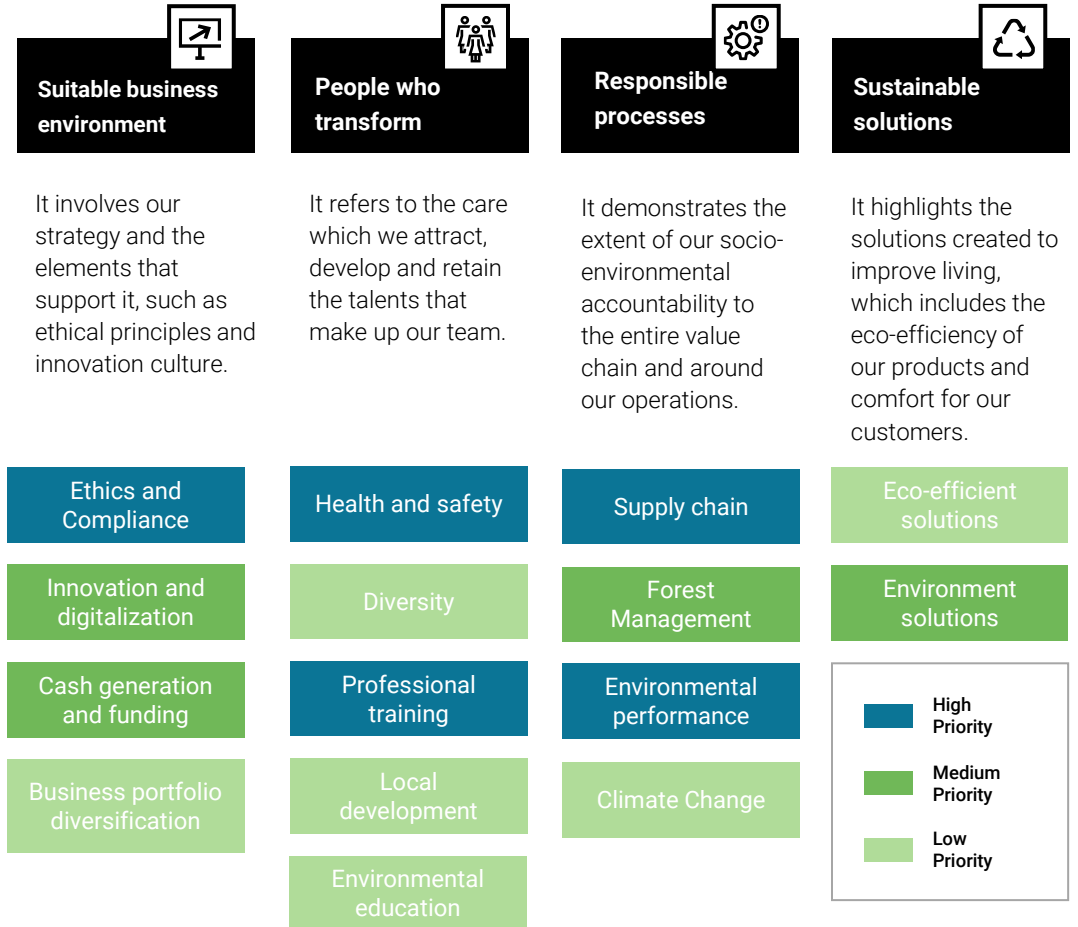 Suitable business
environment
It involves our
strategy and the
elements that
support it, such as
ethical principles and
innovation culture.
Ethics and
Compliance
Innovation and
digitalization
Cash generation
and funding
Business portfolio
diversification
People who
transform
It refers to the care
which we attract,
develop and retain
the talents that
make up our team.
Health and safety
Diversity
Professional
training
Local
development
Environmental
education
Responsible
processes
It demonstrates the
extent of our socio-
environmental
accountability to
the entire value
chain and around
our operations.
Supply chain
Forest
Management
Environmental
performance
Climate Change
Sustainable
solutions
It highlights the
solutions created to
improve living,
which includes the
eco-efficiency of
our products and
comfort for our
customers.
Eco-efficient
solutions
Environment
solutions
High
Priority
Medium
Priority
Low
Priority